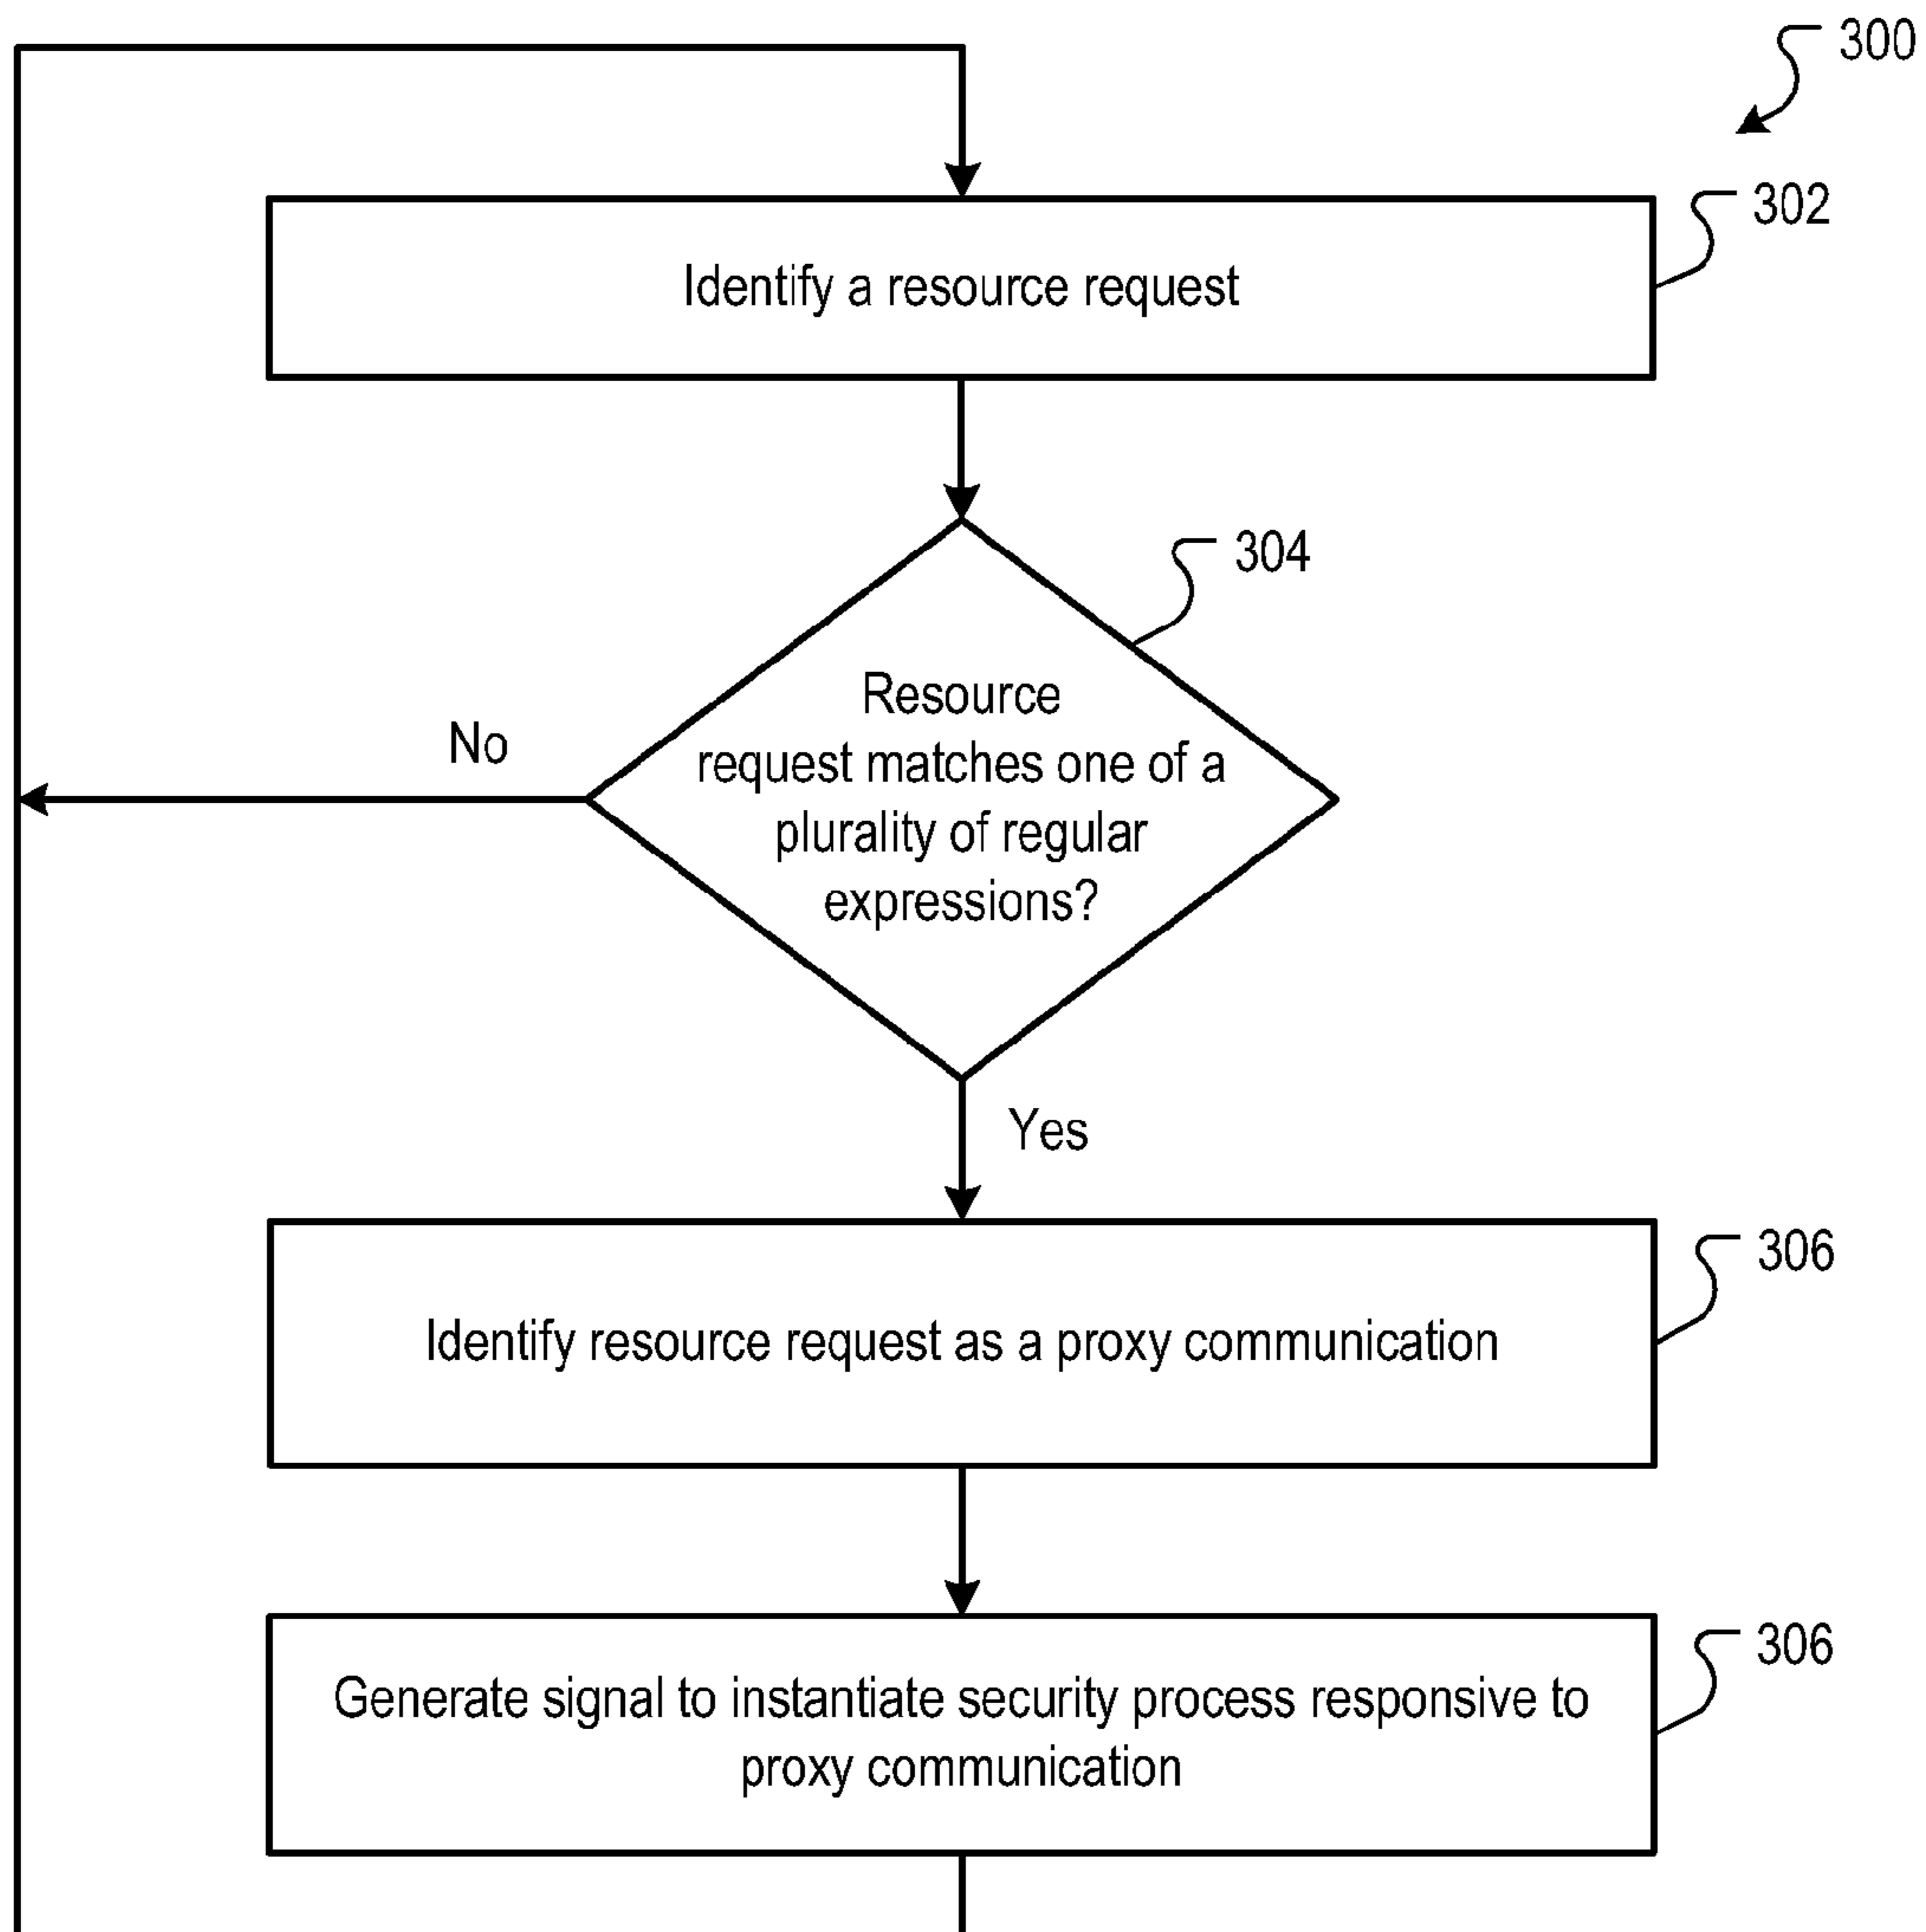 300
302
Identify a resource request
304
Resource
request matches one of a
plurality of regular
expressions?
No
Yes
306
Identify resource request as a proxy communication
306
Generate signal to instantiate security process responsive to
proxy communication